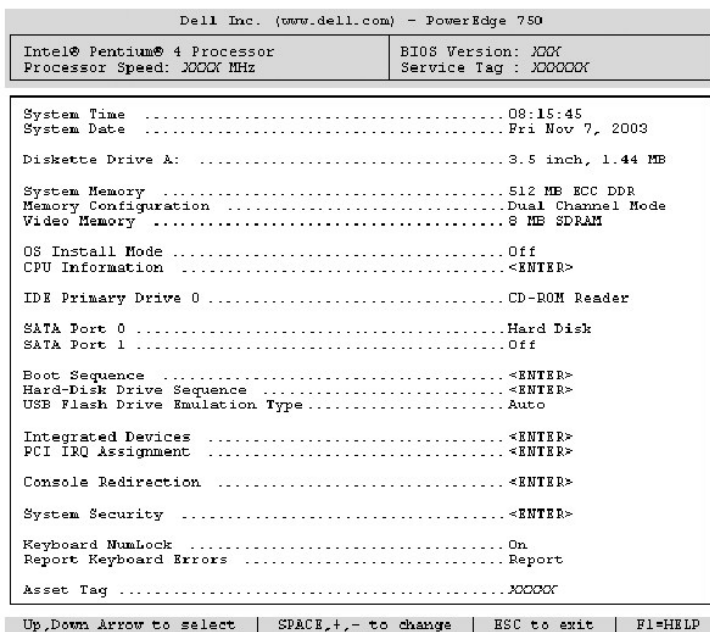 Dell Inc. (www.dell.com) - PowerEdge 750
Intel® Pentium® 4 Processor
Processor Speed: XXXX MHz
BIOS Version: XXX
Service Tag : XXXXXX
System Time ........................................ 08:15:45
System Date ........................................ Fri Nov 7, 2003
Diskette Drive A: .................................. 3.5 inch, 1.44 MB
System Memory ...................................... 512 MB ECC DDR
Memory Configuration ............................... Dual Channel Mode
Video Memory ....................................... 8 MB SDRAM
OS Install Mode ..................................... Off
CPU Information .................................... <ENTER>
IDE Primary Drive 0 ................................. CD-ROM Reader
SATA Port 0 ......................................... Hard Disk
SATA Port 1 ......................................... Off
Boot Sequence ...................................... <ENTER>
Hard-Disk Drive Sequence ........................... <ENTER>
USB Flash Drive Emulation Type ...................... Auto
Integrated Devices ................................. <ENTER>
PCI IRQ Assignment ................................. <ENTER>
Console Redirection ................................ <ENTER>
System Security .................................... <ENTER>
Keyboard NumLock ................................... On
Report Keyboard Errors ............................. Report
Asset Tag ........................................... XXXXX
Up,Down Arrow to select | SPACE,+,- to change | ESC to exit | F1=HELP